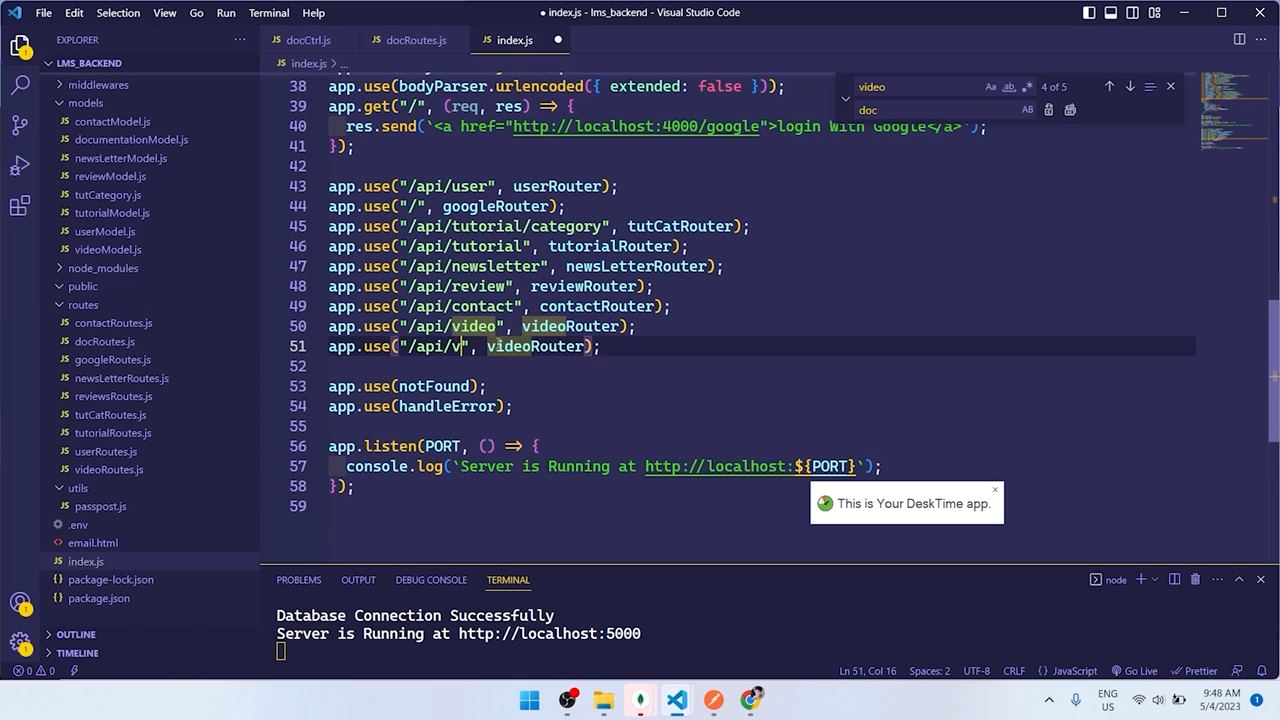 File Edit Selection View Go Run Terminal Help
● index.js - lms_backend - Visual Studio Code
EXPLORER
LMS_BACKEND
middlewares
models
contactModel.js
documentationModel.js
newsLetterModel.js
reviewModel.js
tutCategory.js
tutorialModel.js
userModel.js
videoModel.js
node_modules
public
routes
contactRoutes.js
docRoutes.js
googleRoutes.js
newsLetterRoutes.js
reviewsRoutes.js
tutCatRoutes.js
tutorialRoutes.js
userRoutes.js
videoRoutes.js
utils
passpost.js
.env
email.html
index.js
package-lock.json
package.json
OUTLINE
TIMELINE
docCtrl.js docRoutes.js index.js
index.js > ...
video 4 of 5
doc
38 app.use(bodyParser.urlencoded({ extended: false }));
39 app.get("/", (req, res) => {
40 res.send(`<a href="http://localhost:4000/google">login With Google</a>`);
41 });
42
43 app.use("/api/user", userRouter);
44 app.use("/", googleRouter);
45 app.use("/api/tutorial/category", tutCatRouter);
46 app.use("/api/tutorial", tutorialRouter);
47 app.use("/api/newsletter", newsLetterRouter);
48 app.use("/api/review", reviewRouter);
49 app.use("/api/contact", contactRouter);
50 app.use("/api/video", videoRouter);
51 app.use("/api/v", videoRouter);
52
53 app.use(notFound);
54 app.use(handleError);
55
56 app.listen(PORT, () => {
57 console.log(`Server is Running at http://localhost:${PORT}`);
58 });
59
This is Your DeskTime app.
PROBLEMS OUTPUT DEBUG CONSOLE TERMINAL
node
Database Connection Successfully
Server is Running at http://localhost:5000
0 0
Ln 51, Col 16 Spaces: 2 UTF-8 CRLF {} JavaScript Go Live Prettier
ENG
US
9:48 AM
5/4/2023